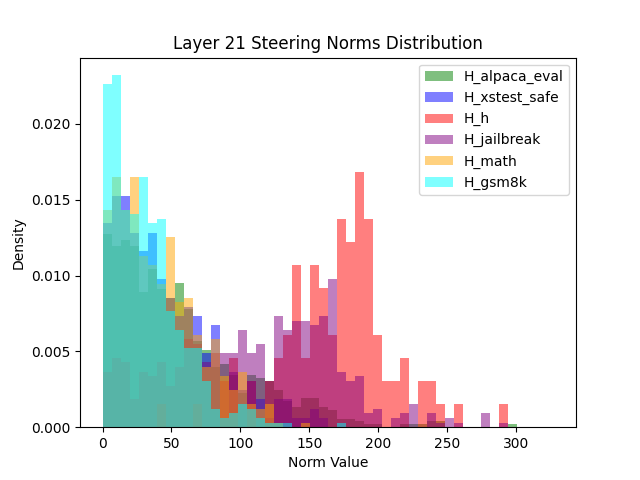 Layer 21 Steering Norms Distribution
H_alpaca_eval
H_xstest_safe
H_h
H_jailbreak
H_math
H_gsm8k
Density
0.020
0.015
0.010
0.005
0.000
0
50
100
150
200
250
300
Norm Value